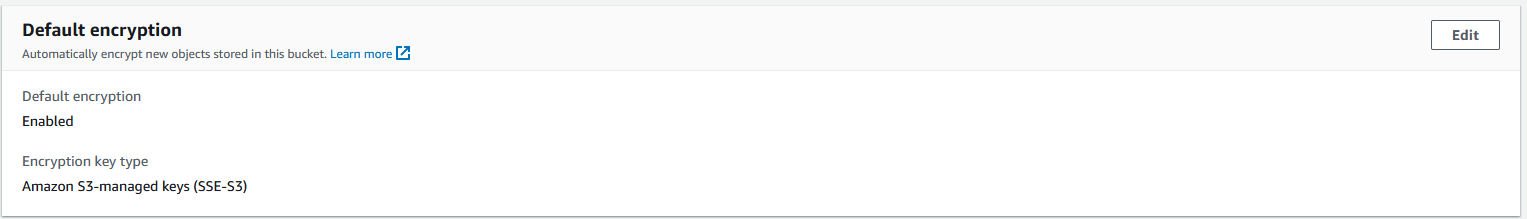 Default encryption
Edit
Automatically encrypt new objects stored in this bucket. Learn more
Default encryption
Enabled
Encryption key type
Amazon S3-managed keys (SSE-S3)